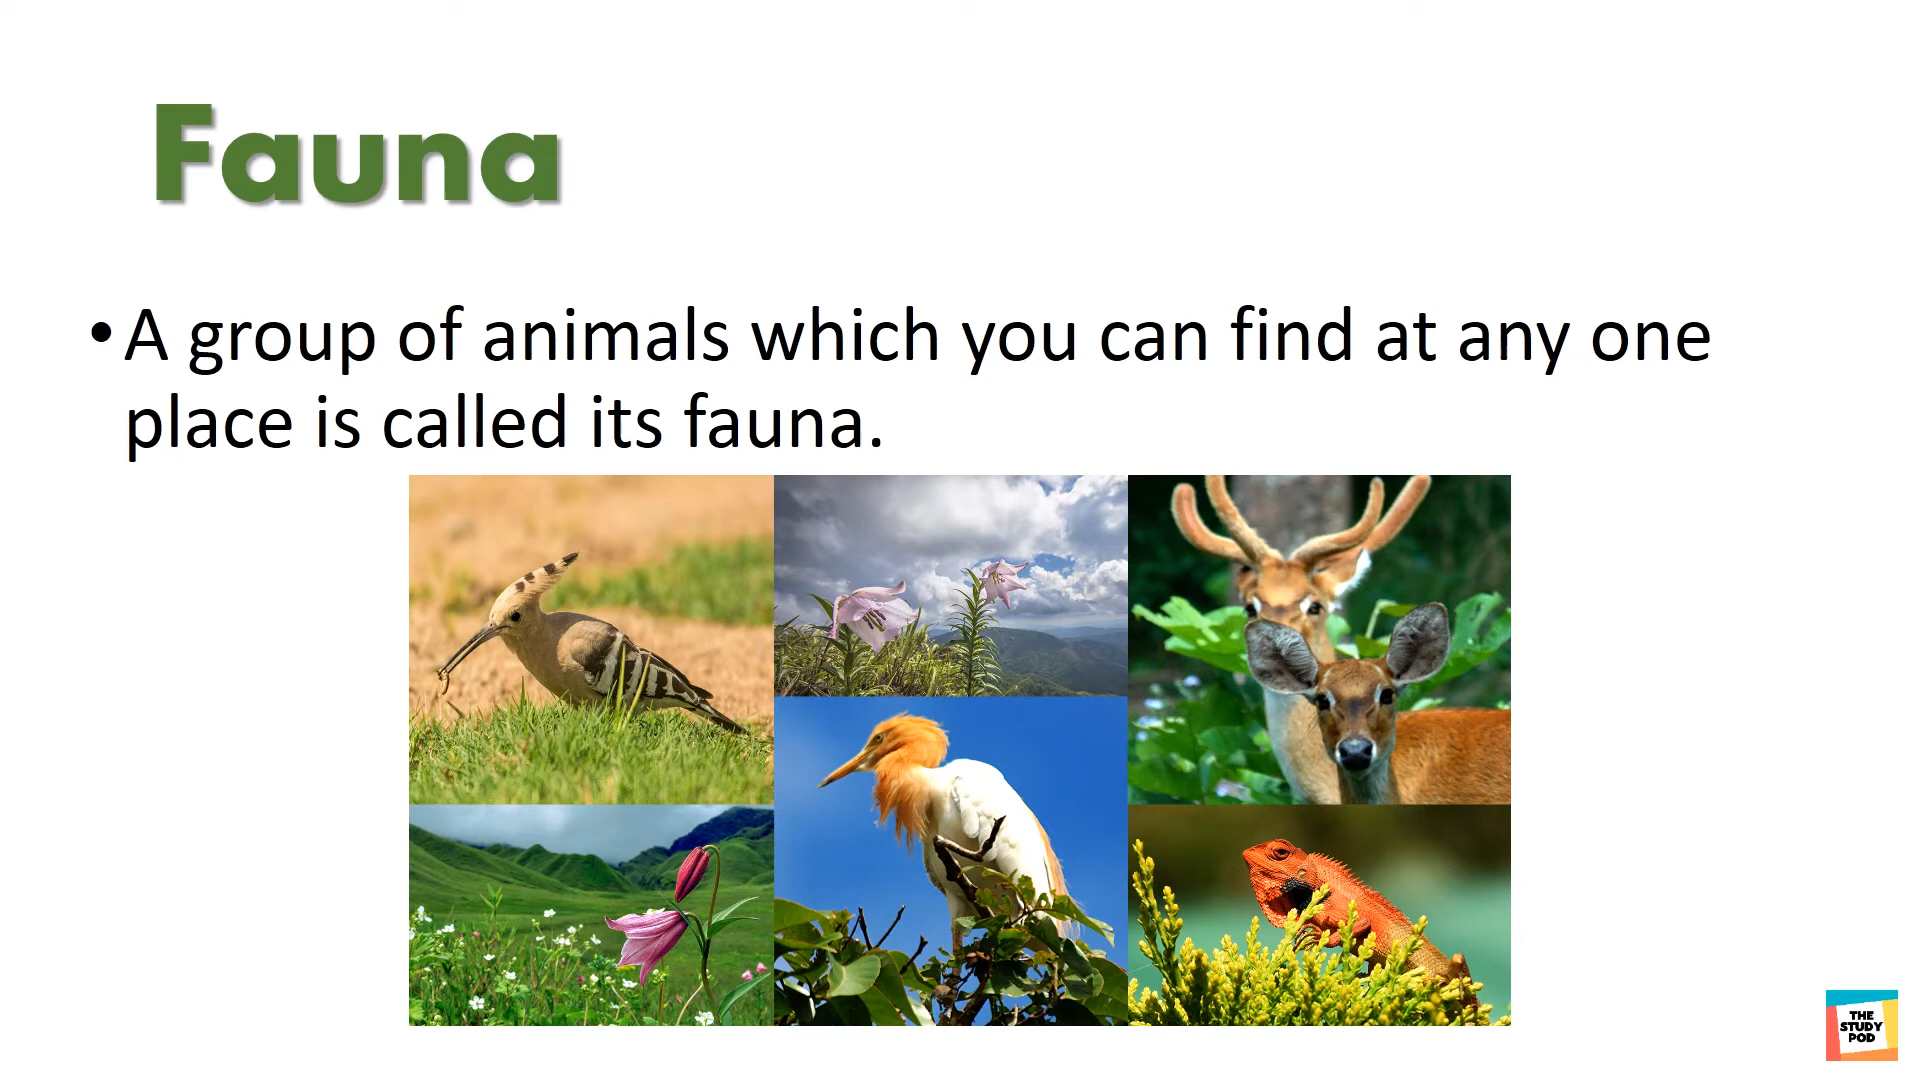 Fauna
•A group of animals which you can find at any one
place is called its fauna.
THE
STUDY
POD